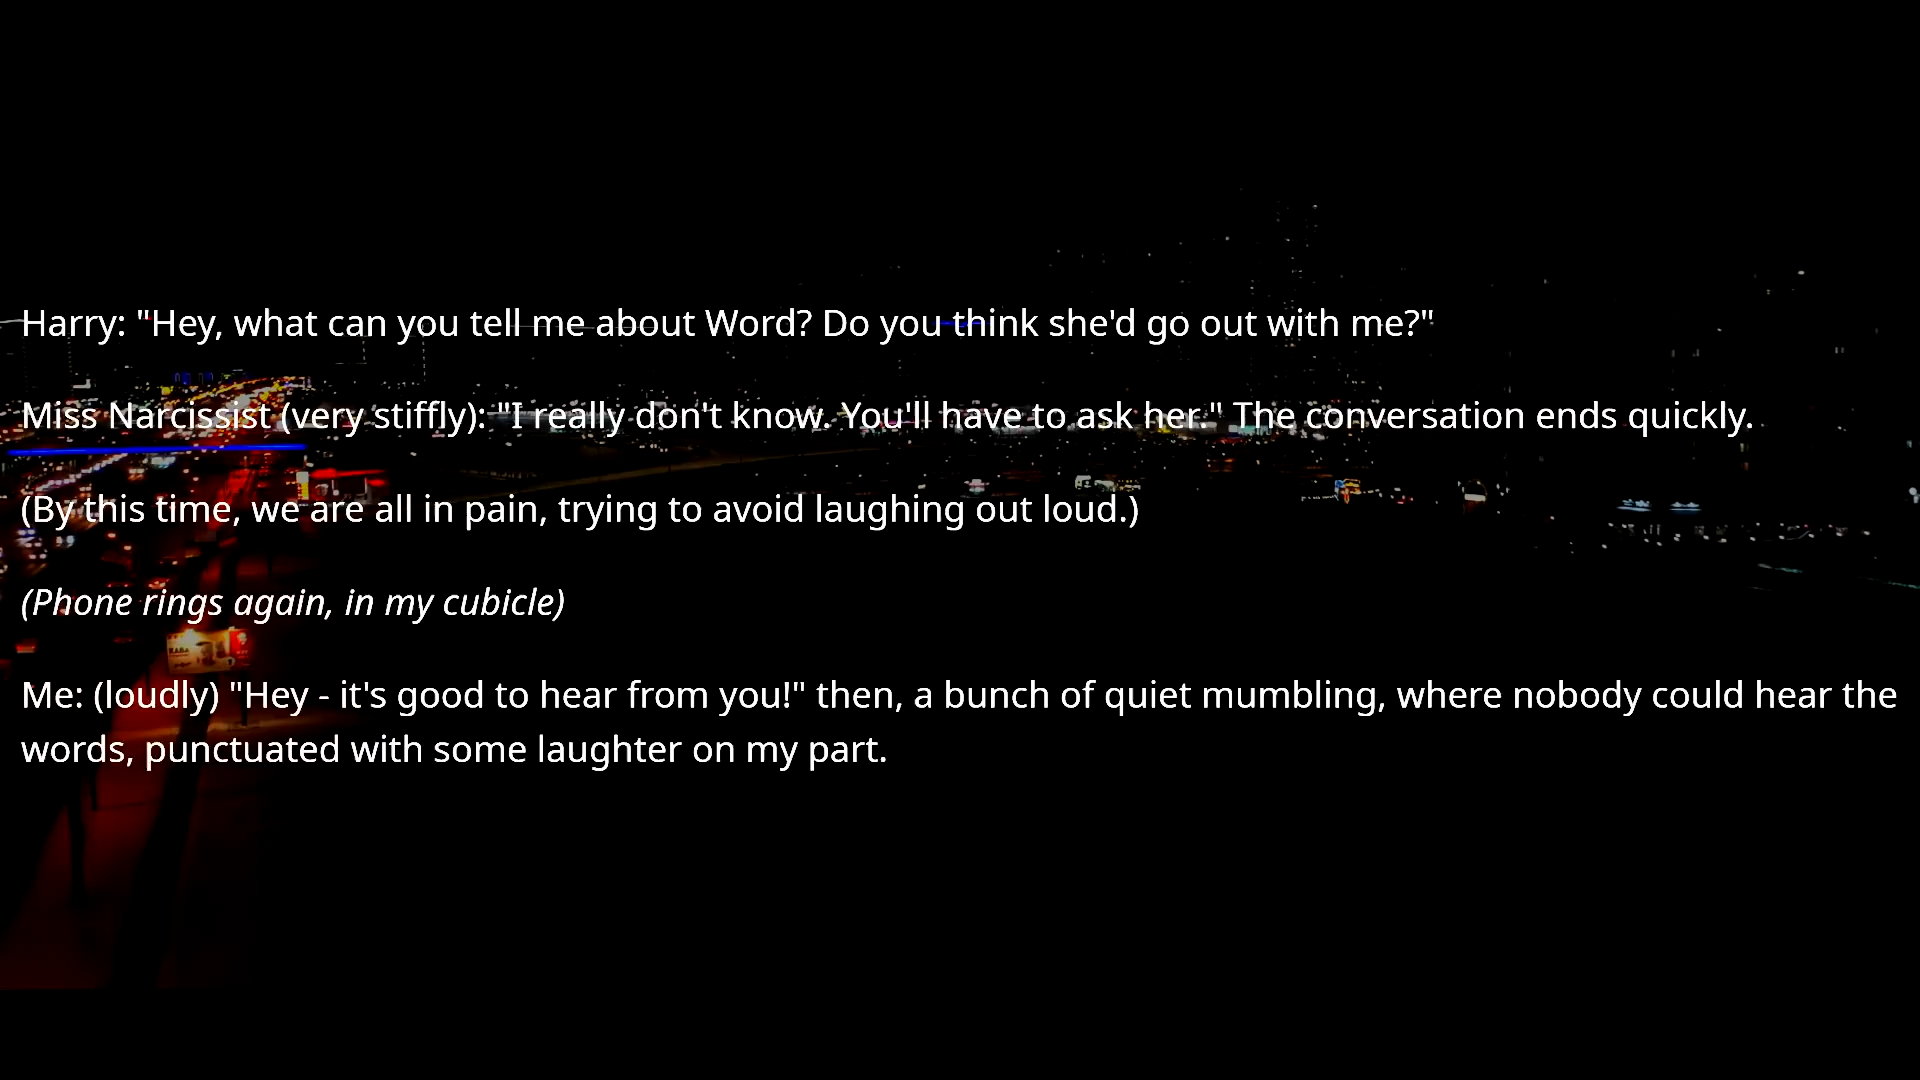 Harry: "Hey, what can you tell me about Word? Do you think she'd go out with me?"
Miss Narcissist (very stiffly): "I really don't know. You'll have to ask her." The conversation ends quickly.
(By this time, we are all in pain, trying to avoid laughing out loud.)
(Phone rings again, in my cubicle)
Me: (loudly) "Hey - it's good to hear from you!" then, a bunch of quiet mumbling, where nobody could hear the
words, punctuated with some laughter on my part.